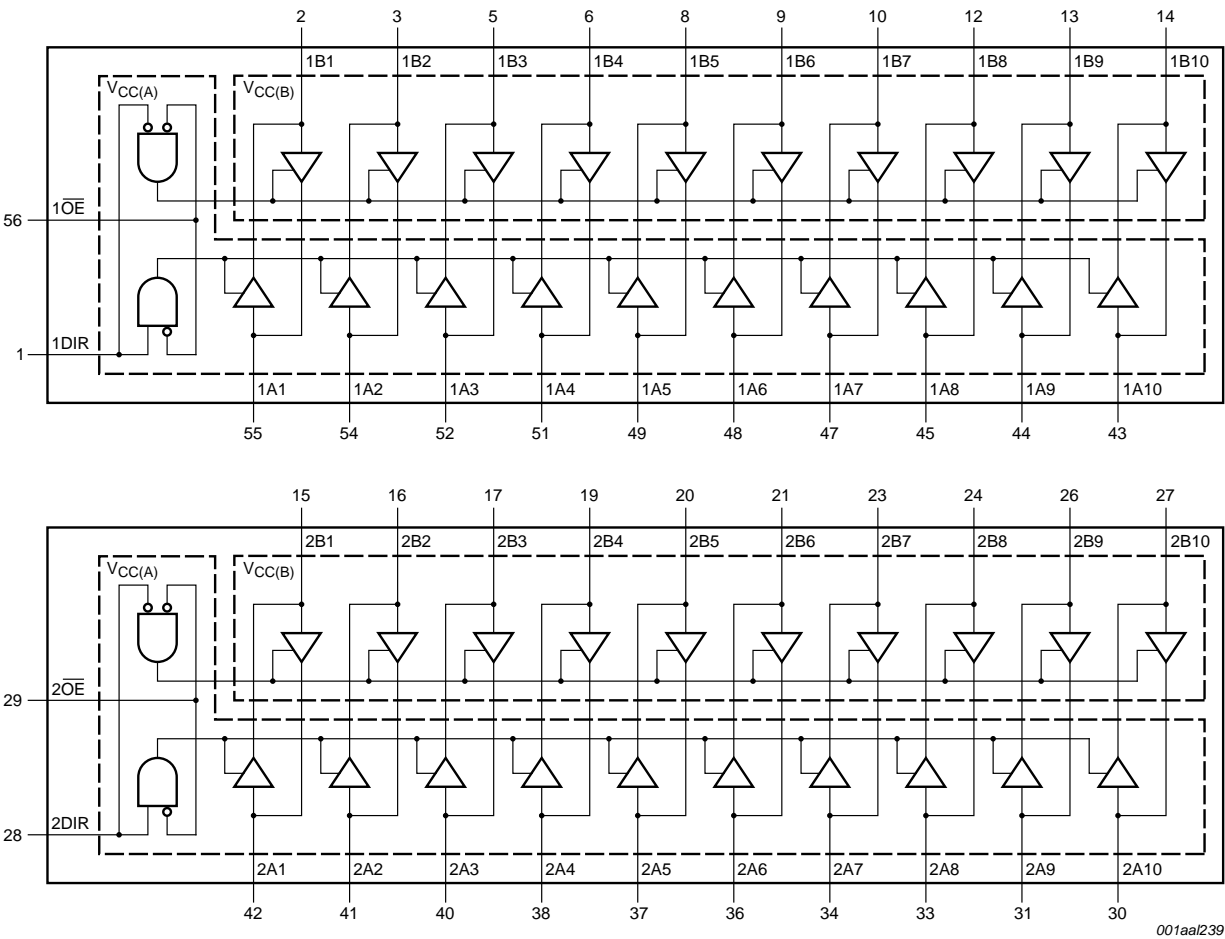 2 3 5 6 8 9 10 12 13 14
1B1 1B2 1B3 1B4 1B5 1B6 1B7 1B8 1B9 1B10
VCC(A) VCC(B)
56 1O̅E̅
1 1DIR
1A1 1A2 1A3 1A4 1A5 1A6 1A7 1A8 1A9 1A10
55 54 52 51 49 48 47 45 44 43
15 16 17 19 20 21 23 24 26 27
2B1 2B2 2B3 2B4 2B5 2B6 2B7 2B8 2B9 2B10
VCC(A) VCC(B)
29 2O̅E̅
28 2DIR
2A1 2A2 2A3 2A4 2A5 2A6 2A7 2A8 2A9 2A10
42 41 40 38 37 36 34 33 31 30
001aal239